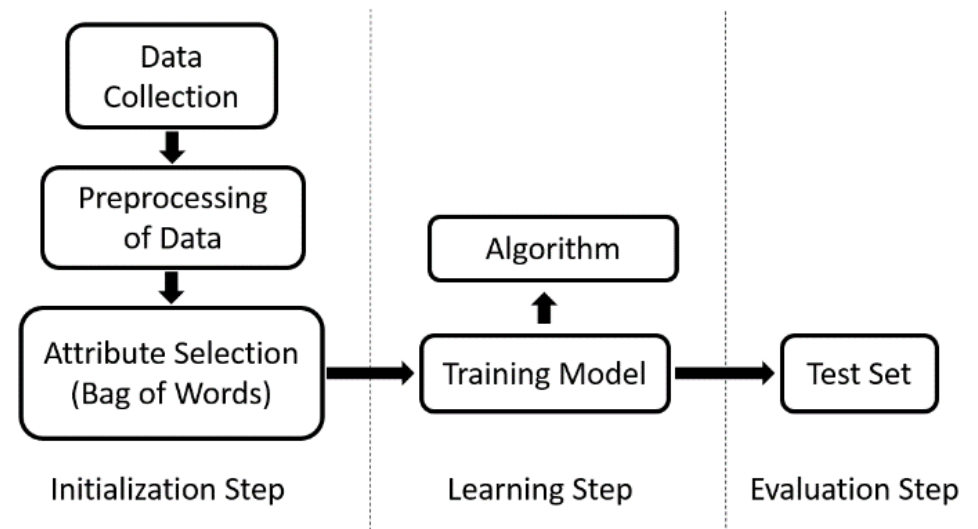 Data
Collection
Preprocessing
of Data
Attribute Selection
(Bag of Words)
Initialization Step
Algorithm
Training Model
Learning Step
Test Set
Evaluation Step